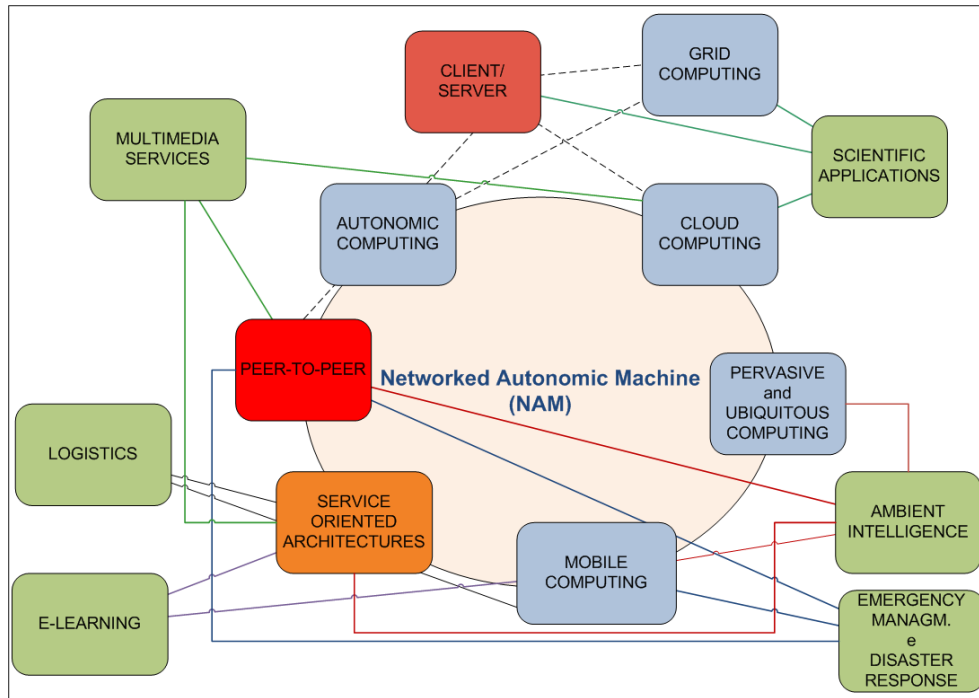 CLIENT/
SERVER
GRID
COMPUTING
MULTIMEDIA
SERVICES
SCIENTIFIC
APPLICATIONS
AUTONOMIC
COMPUTING
CLOUD
COMPUTING
PEER-TO-PEER
Networked Autonomic Machine
(NAM)
PERVASIVE
and
UBIQUITOUS
COMPUTING
LOGISTICS
SERVICE
ORIENTED
ARCHITECTURES
AMBIENT
INTELLIGENCE
MOBILE
COMPUTING
E-LEARNING
EMERGENCY
MANAGM.
e
DISASTER
RESPONSE